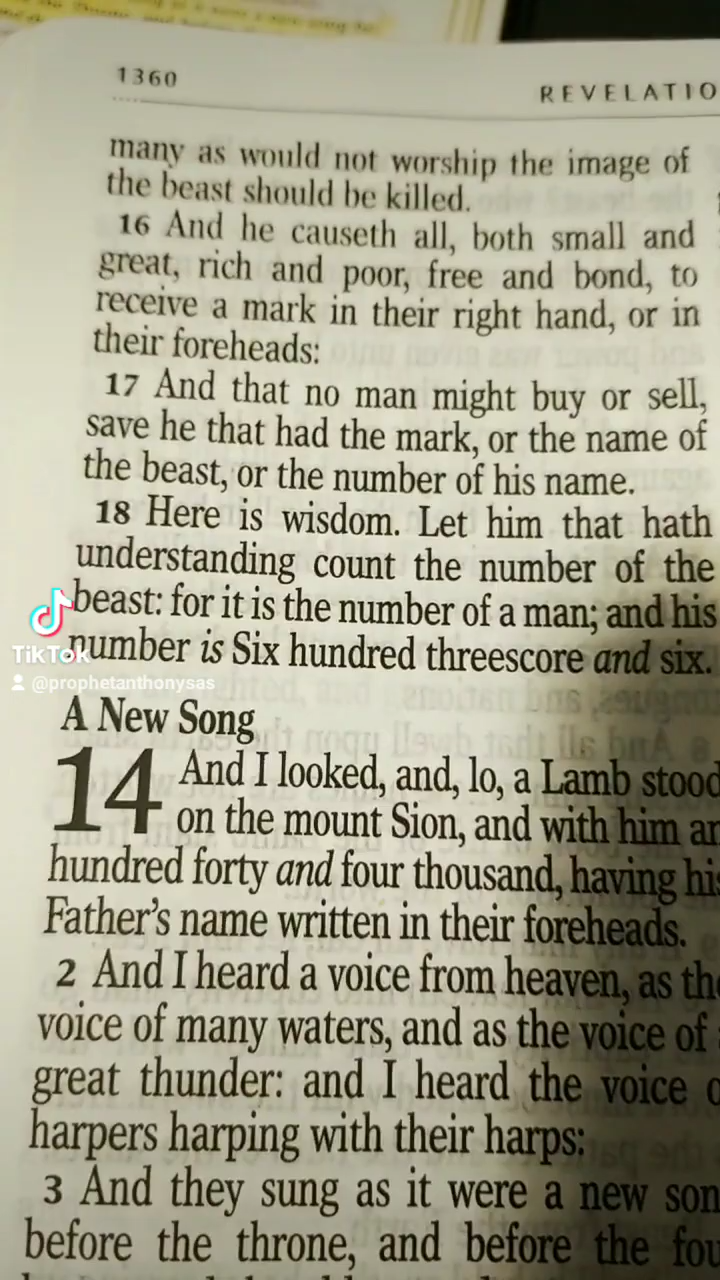 1360
REVELATIO
many as would not worship the image of
the beast should be killed.
16 And he causeth all, both small and
great, rich and poor, free and bond, to
receive a mark in their right hand, or in
their foreheads:
17 And that no man might buy or sell,
save he that had the mark, or the name of
the beast, or the number of his name.
18 Here is wisdom. Let him that hath
understanding count the number of the
beast: for it is the number of a man; and his
number is Six hundred threescore and six.
TikTok
@prophetanthonysas
A New Song
14 And I looked, and, lo, a Lamb stood
on the mount Sion, and with him an
hundred forty and four thousand, having his
Father's name written in their foreheads.
2 And I heard a voice from heaven, as the
voice of many waters, and as the voice of
great thunder: and I heard the voice o
harpers harping with their harps:
3 And they sung as it were a new son
before the throne, and before the fou